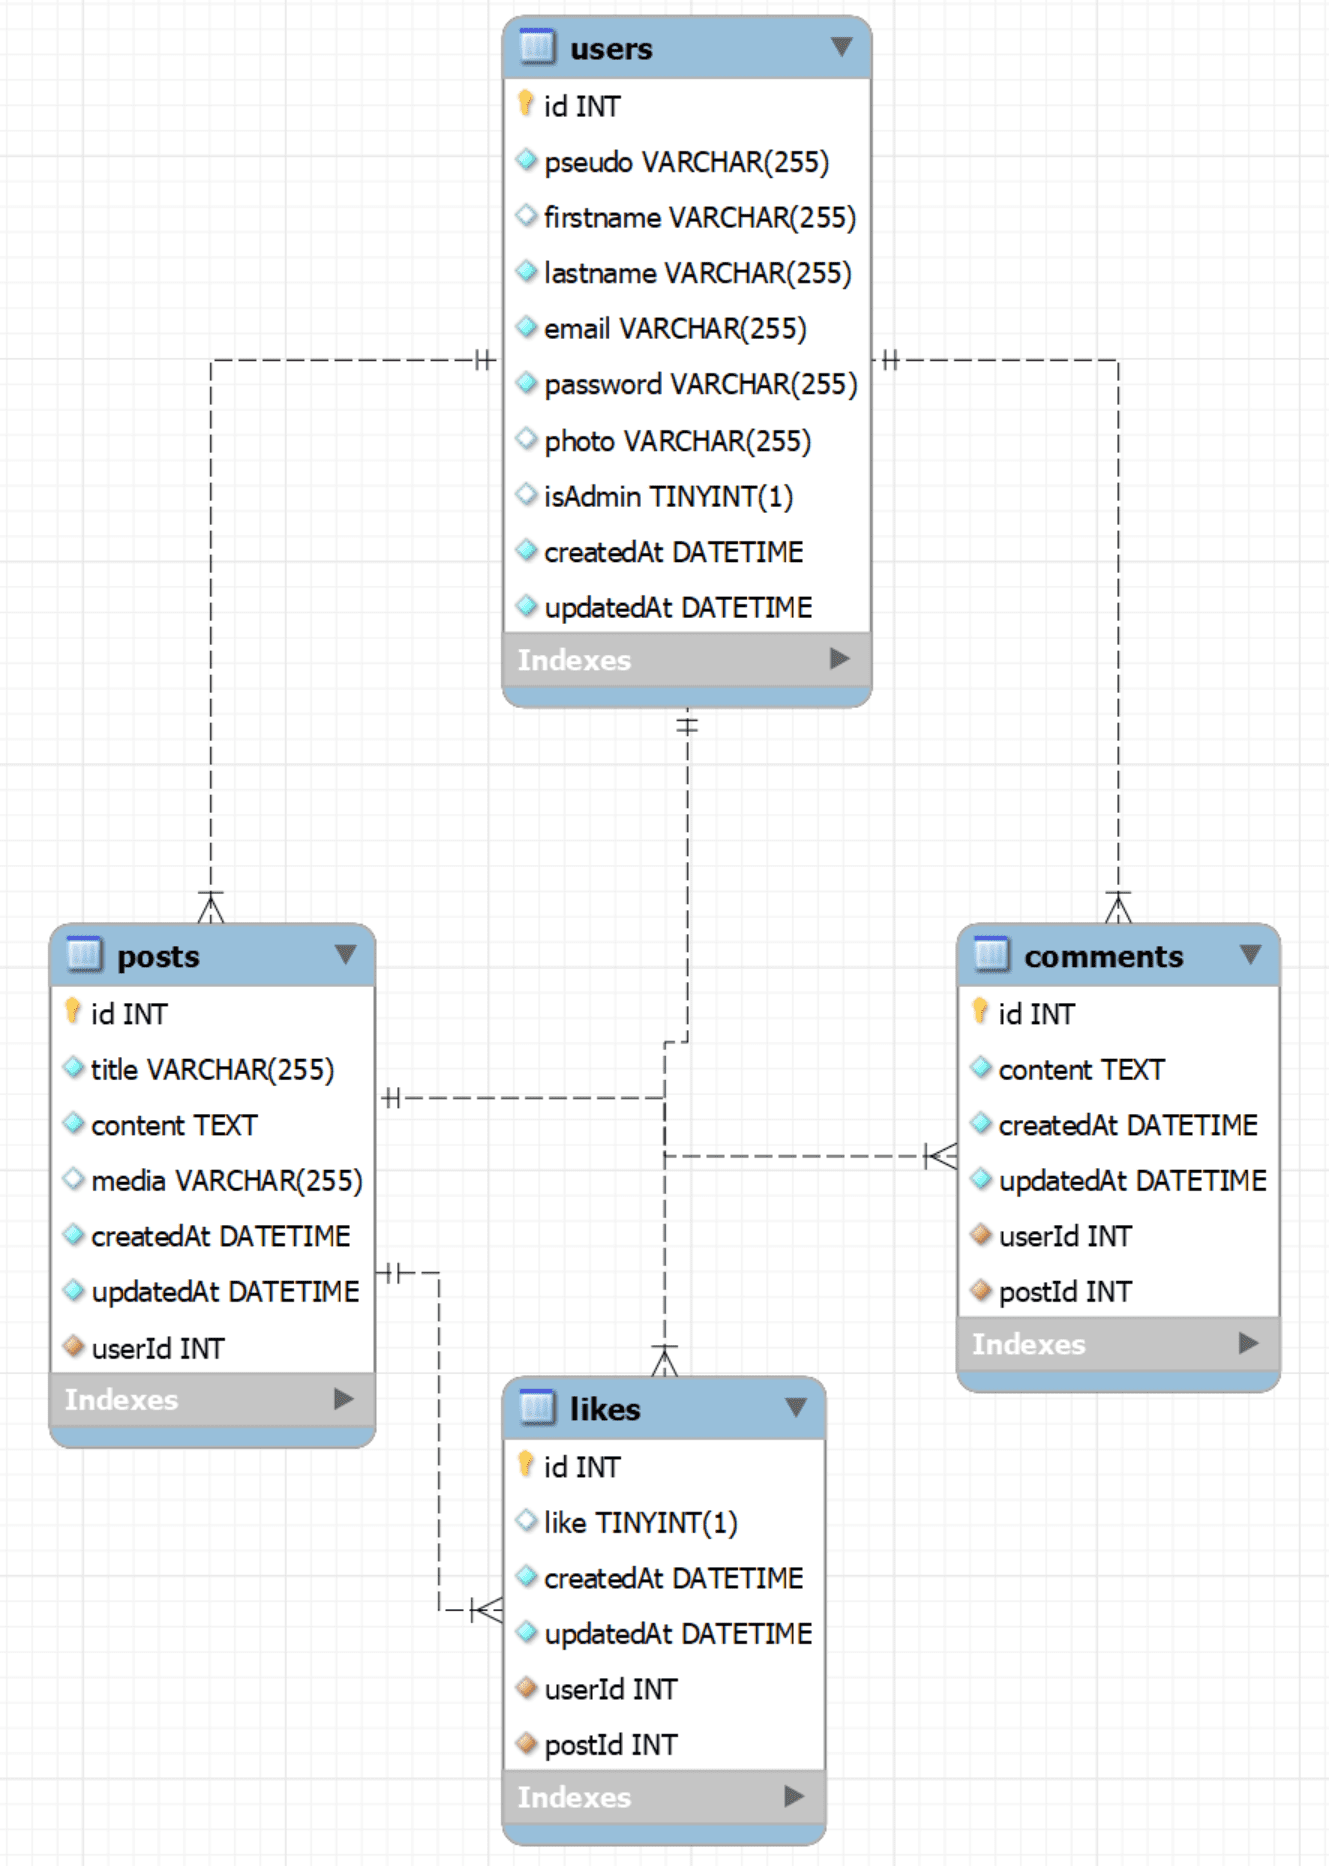 users
id INT
pseudo VARCHAR(255)
firstname VARCHAR(255)
lastname VARCHAR(255)
email VARCHAR(255)
password VARCHAR(255)
photo VARCHAR(255)
isAdmin TINYINT(1)
createdAt DATETIME
updatedAt DATETIME
Indexes
posts
id INT
title VARCHAR(255)
content TEXT
media VARCHAR(255)
createdAt DATETIME
updatedAt DATETIME
userId INT
Indexes
comments
id INT
content TEXT
createdAt DATETIME
updatedAt DATETIME
userId INT
postId INT
Indexes
likes
id INT
like TINYINT(1)
createdAt DATETIME
updatedAt DATETIME
userId INT
postId INT
Indexes